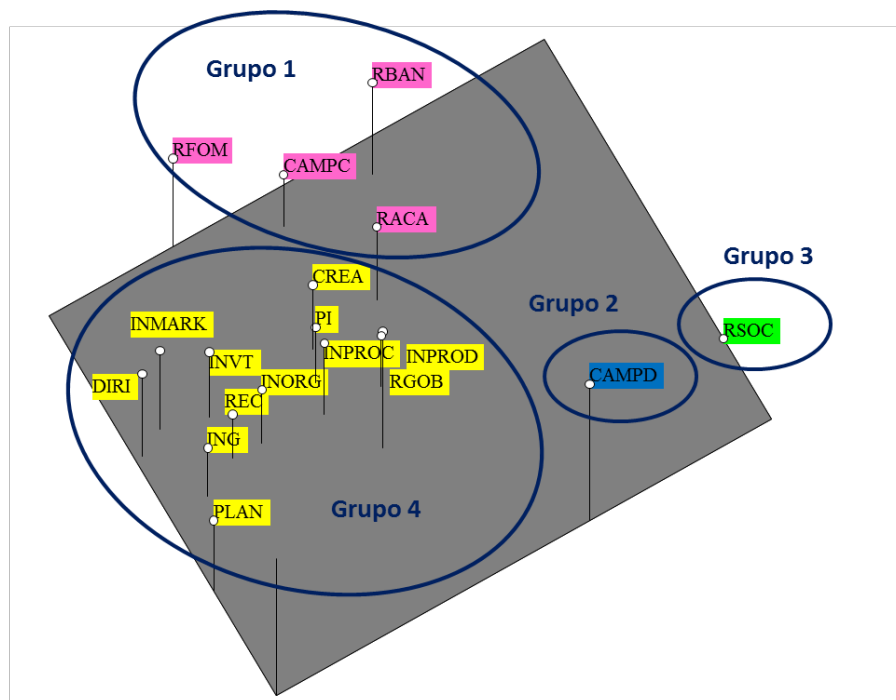 Grupo 1
RBAN
RFOM
CAMPC
RACA
Grupo 3
CREA
Grupo 2
INMARK
PI
RSOC
INVT
INPROC
INPROD
DIRI
INORG
RGOB
CAMPD
REC
ING
PLAN
Grupo 4